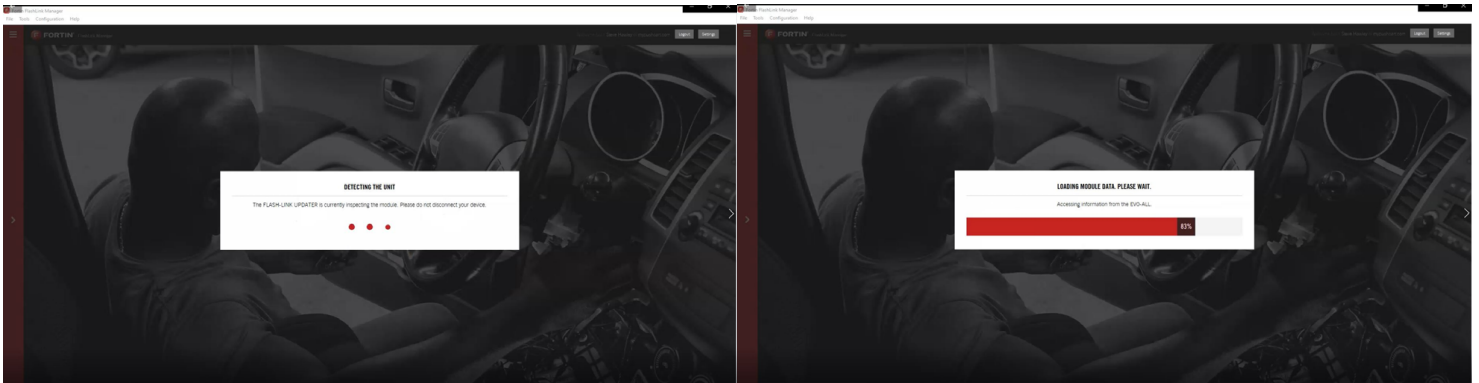 Fortin FlashLink Manager
File Tools Configuration Help
FORTIN
Logout Settings
DETECTING THE UNIT
The FLASH-LINK UPDATER is currently inspecting the module. Please do not disconnect your device.
Fortin FlashLink Manager
File Tools Configuration Help
FORTIN
Logout Settings
LOADING MODULE DATA. PLEASE WAIT.
Accessing information from the EVO-ALL.
83%